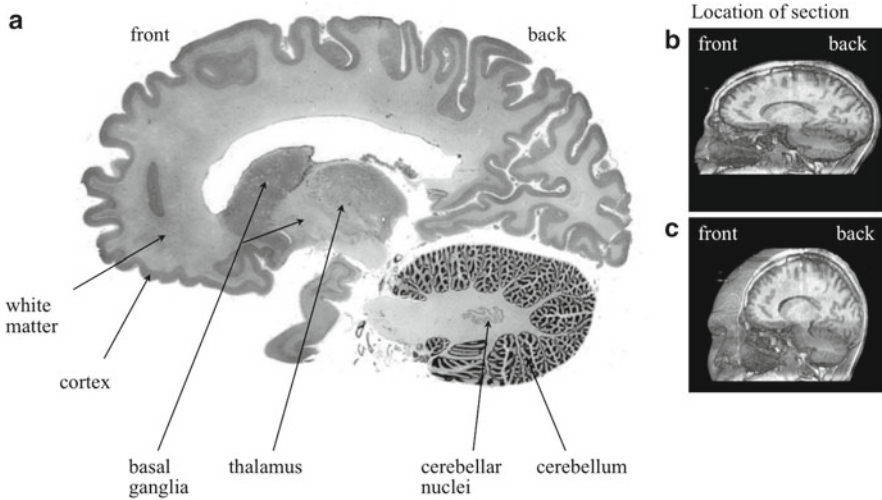 a
front
back
white
matter
cortex
basal
ganglia
thalamus
cerebellar
nuclei
cerebellum
Location of section
b
front
back
c
front
back